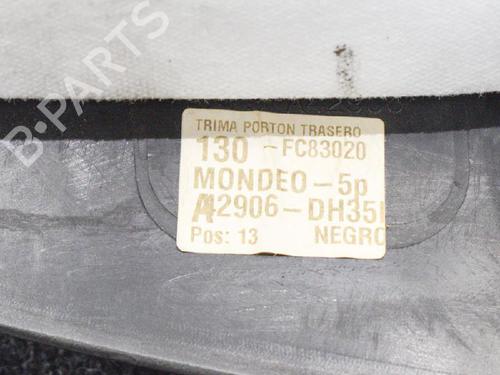 B-PARTS
TRIMA PORTON TRASERO
130 -FC83020
MONDEO-5p
A2906-DH35
Pos: 13 NEGRO